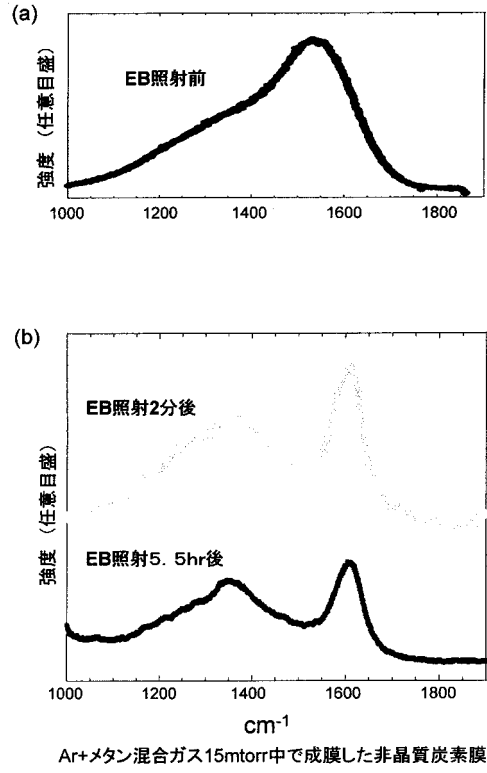 (a)
EB照射前
強度 (任意目盛)
1000 1200 1400 1600 1800
(b)
EB照射2分後
EB照射5. 5hr後
強度 (任意目盛)
1000 1200 1400 1600 1800
cm-1
Ar+メタン混合ガス15mtorr中で成膜した非晶質炭素膜